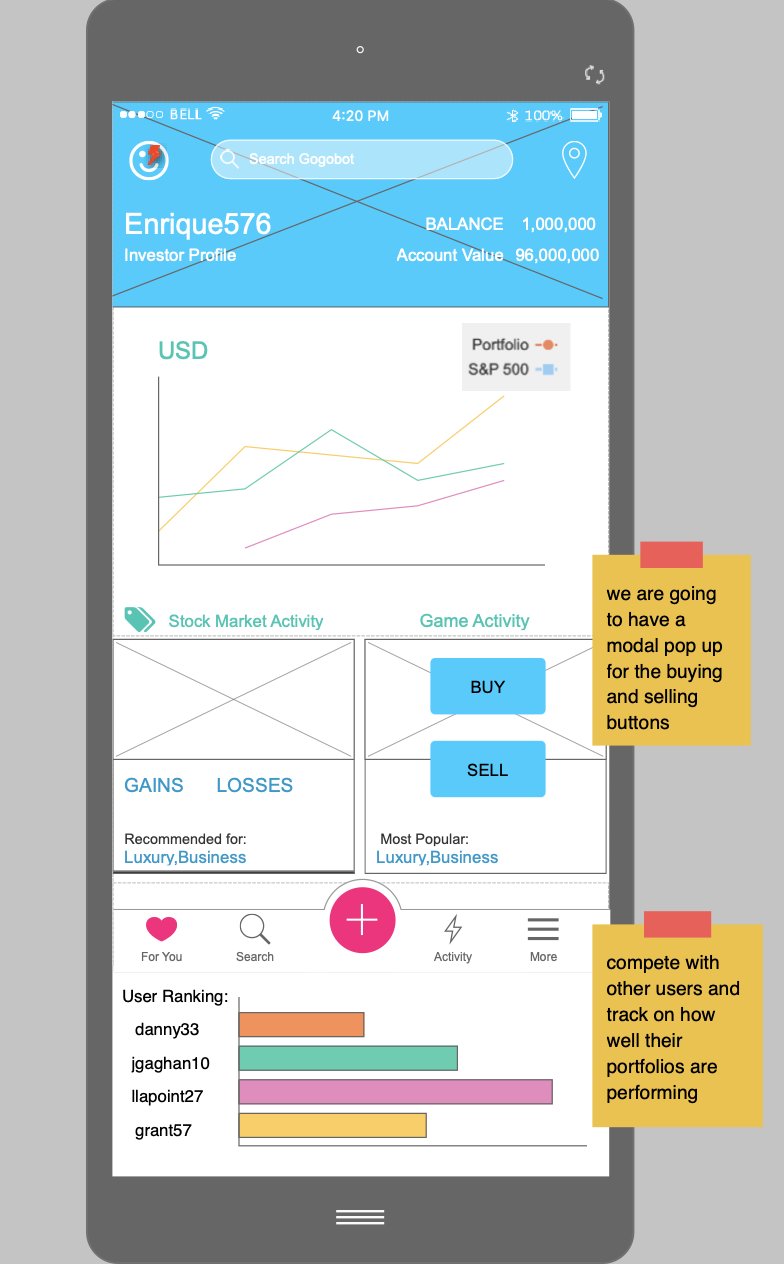 BELL
4:20 PM
100%
Search Gogobot
Enrique576
BALANCE 1,000,000
Investor Profile
Account Value 96,000,000
USD
Portfolio
S&P 500
Stock Market Activity
Game Activity
BUY
SELL
GAINS LOSSES
Recommended for:
Luxury,Business
Most Popular:
Luxury,Business
we are going
to have a
modal pop up
for the buying
and selling
buttons
For You
Search
Activity
More
compete with
other users and
track on how
well their
portfolios are
performing
User Ranking:
danny33
jgaghan10
llapoint27
grant57